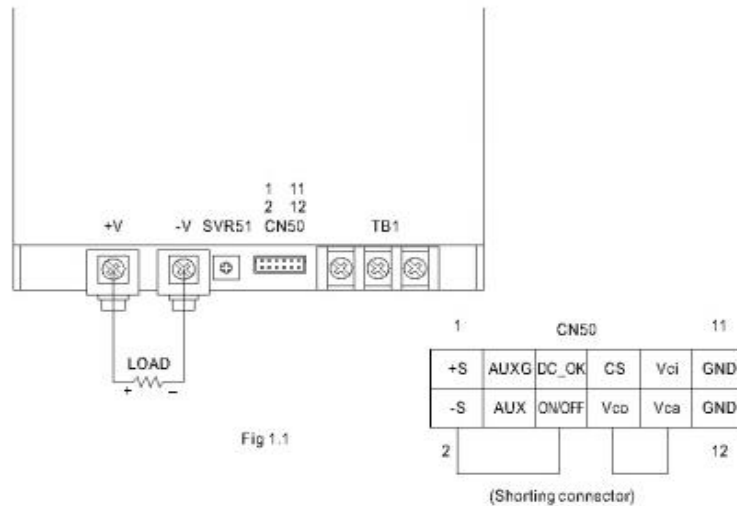 1 11
2 12
+V -V SVR51 CN50 TB1
LOAD
+ −
Fig 1.1
1 CN50 11
+S AUXG DC_OK CS Vci GND
-S AUX ON/OFF Vco Vca GND
2 12
(Shorting connector)